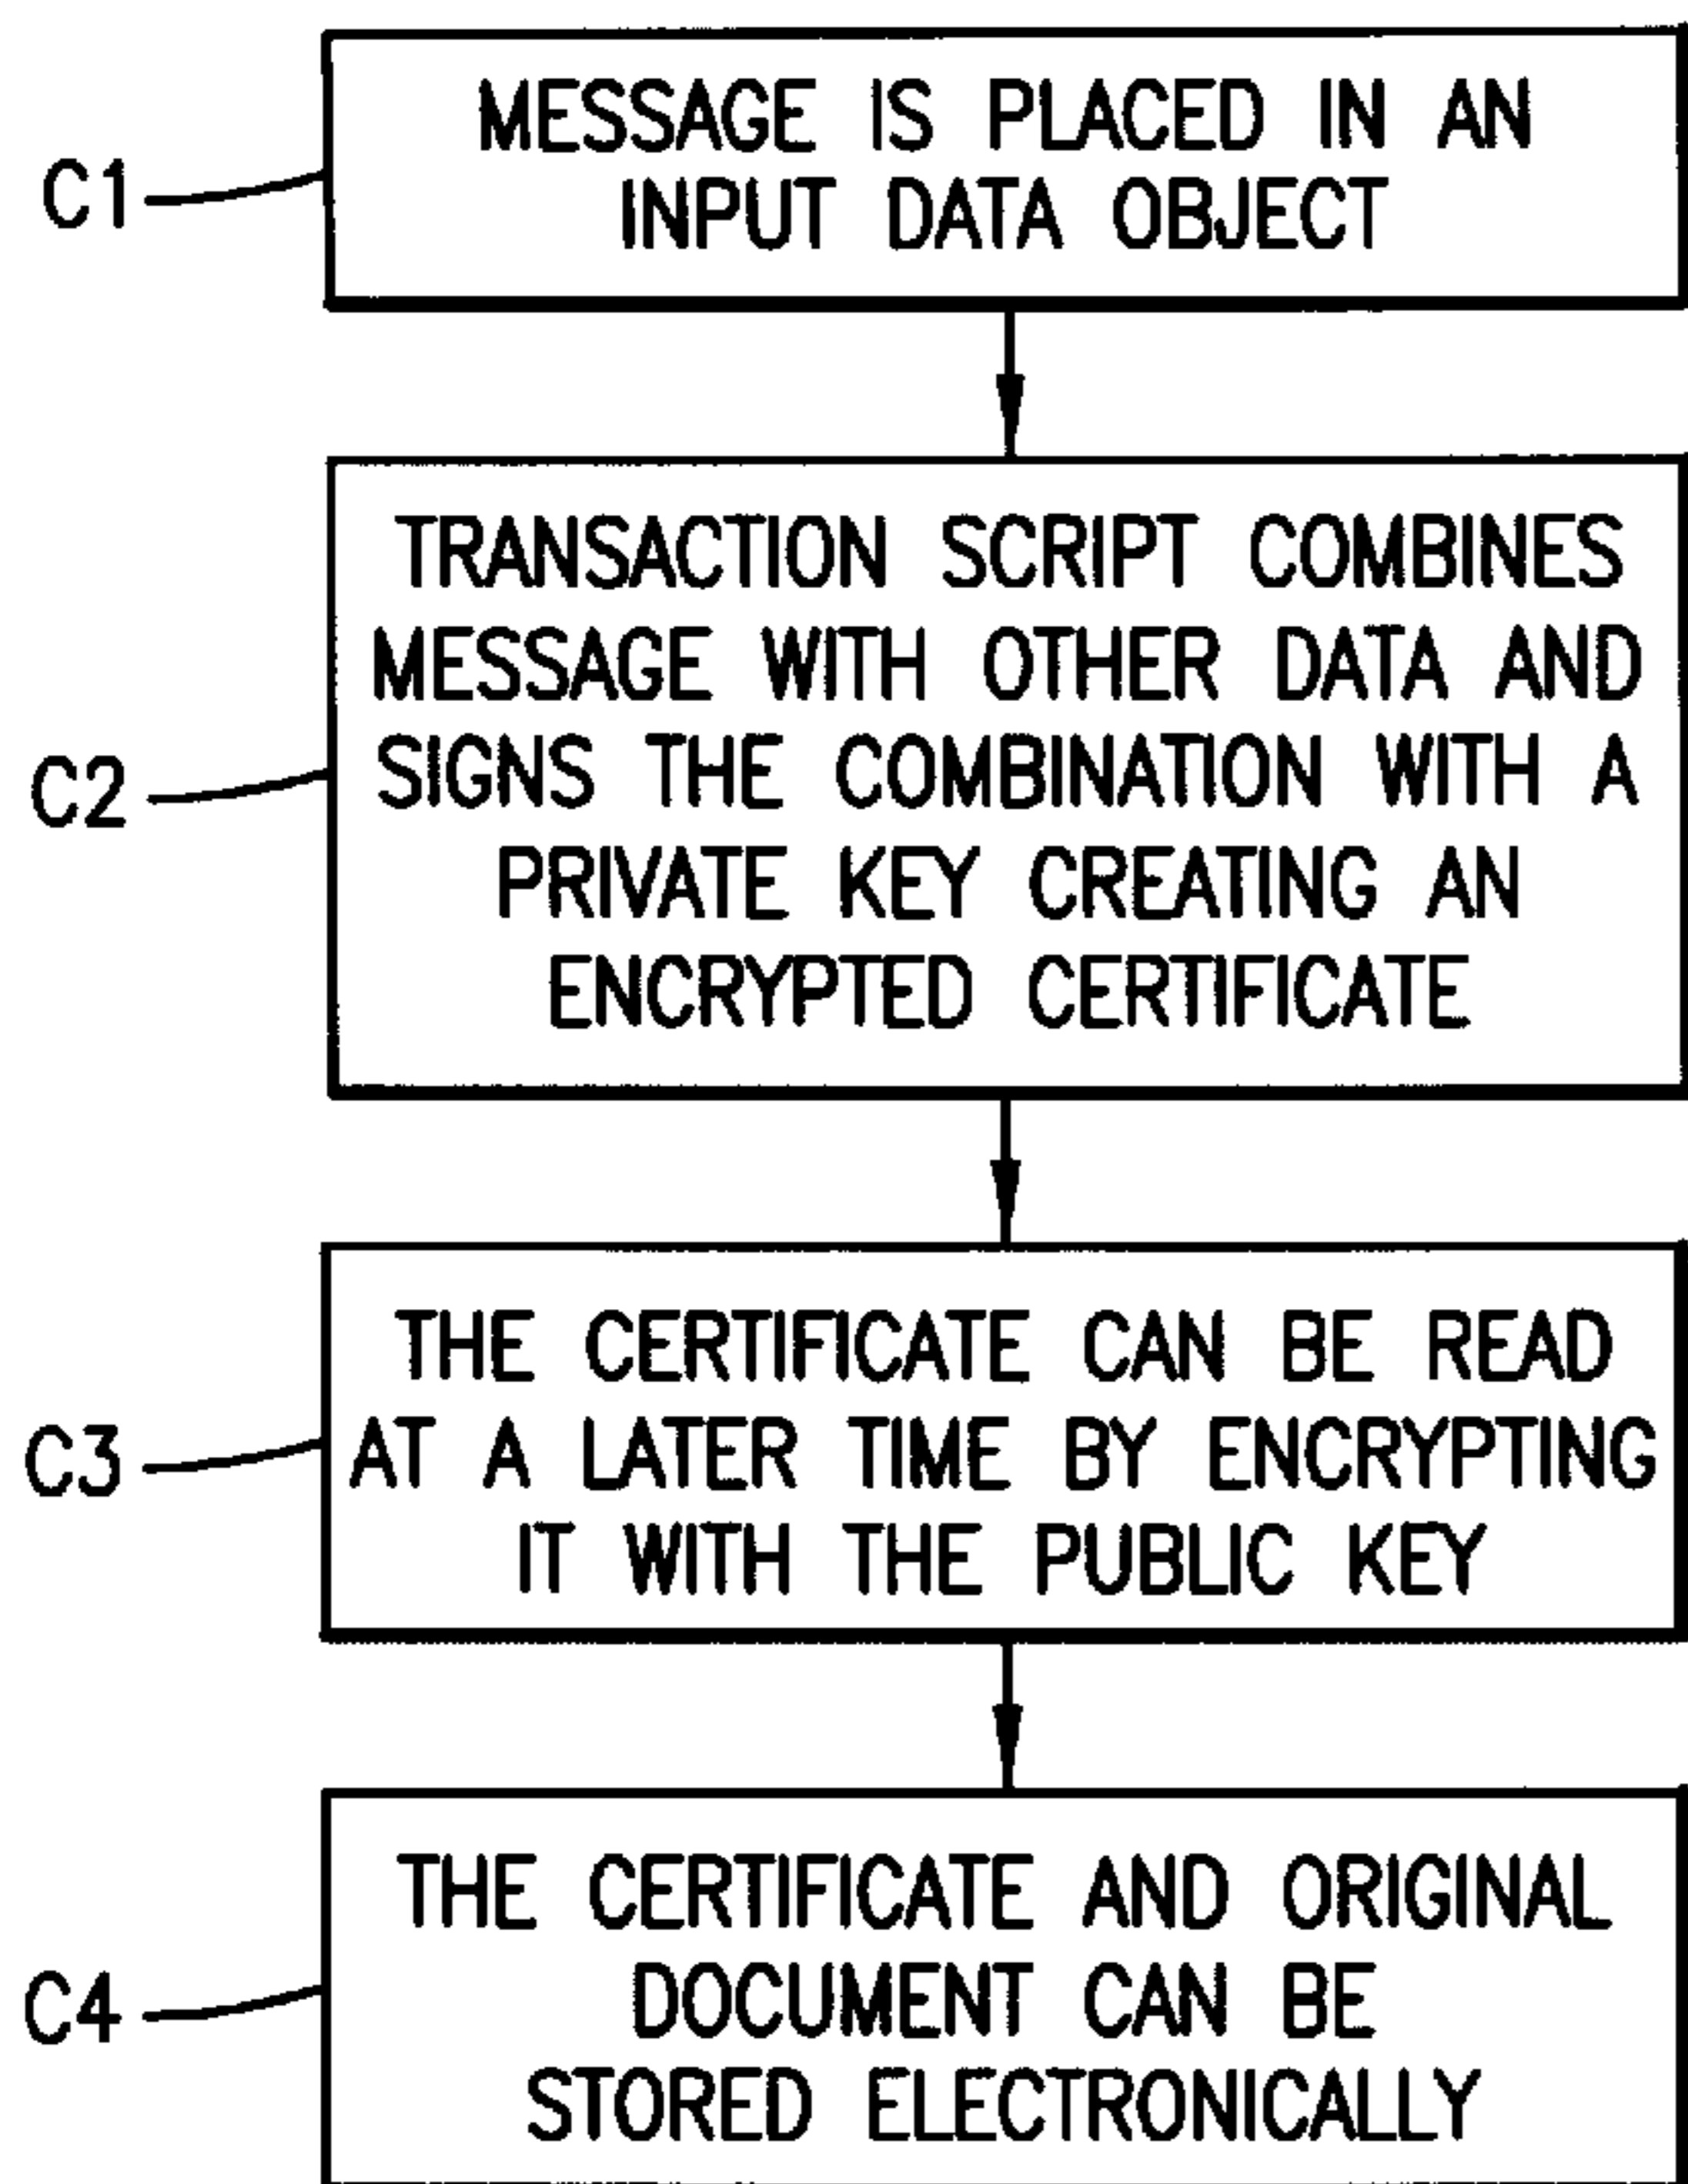 C1
MESSAGE IS PLACED IN AN
INPUT DATA OBJECT
C2
TRANSACTION SCRIPT COMBINES
MESSAGE WITH OTHER DATA AND
SIGNS THE COMBINATION WITH A
PRIVATE KEY CREATING AN
ENCRYPTED CERTIFICATE
C3
THE CERTIFICATE CAN BE READ
AT A LATER TIME BY ENCRYPTING
IT WITH THE PUBLIC KEY
C4
THE CERTIFICATE AND ORIGINAL
DOCUMENT CAN BE
STORED ELECTRONICALLY